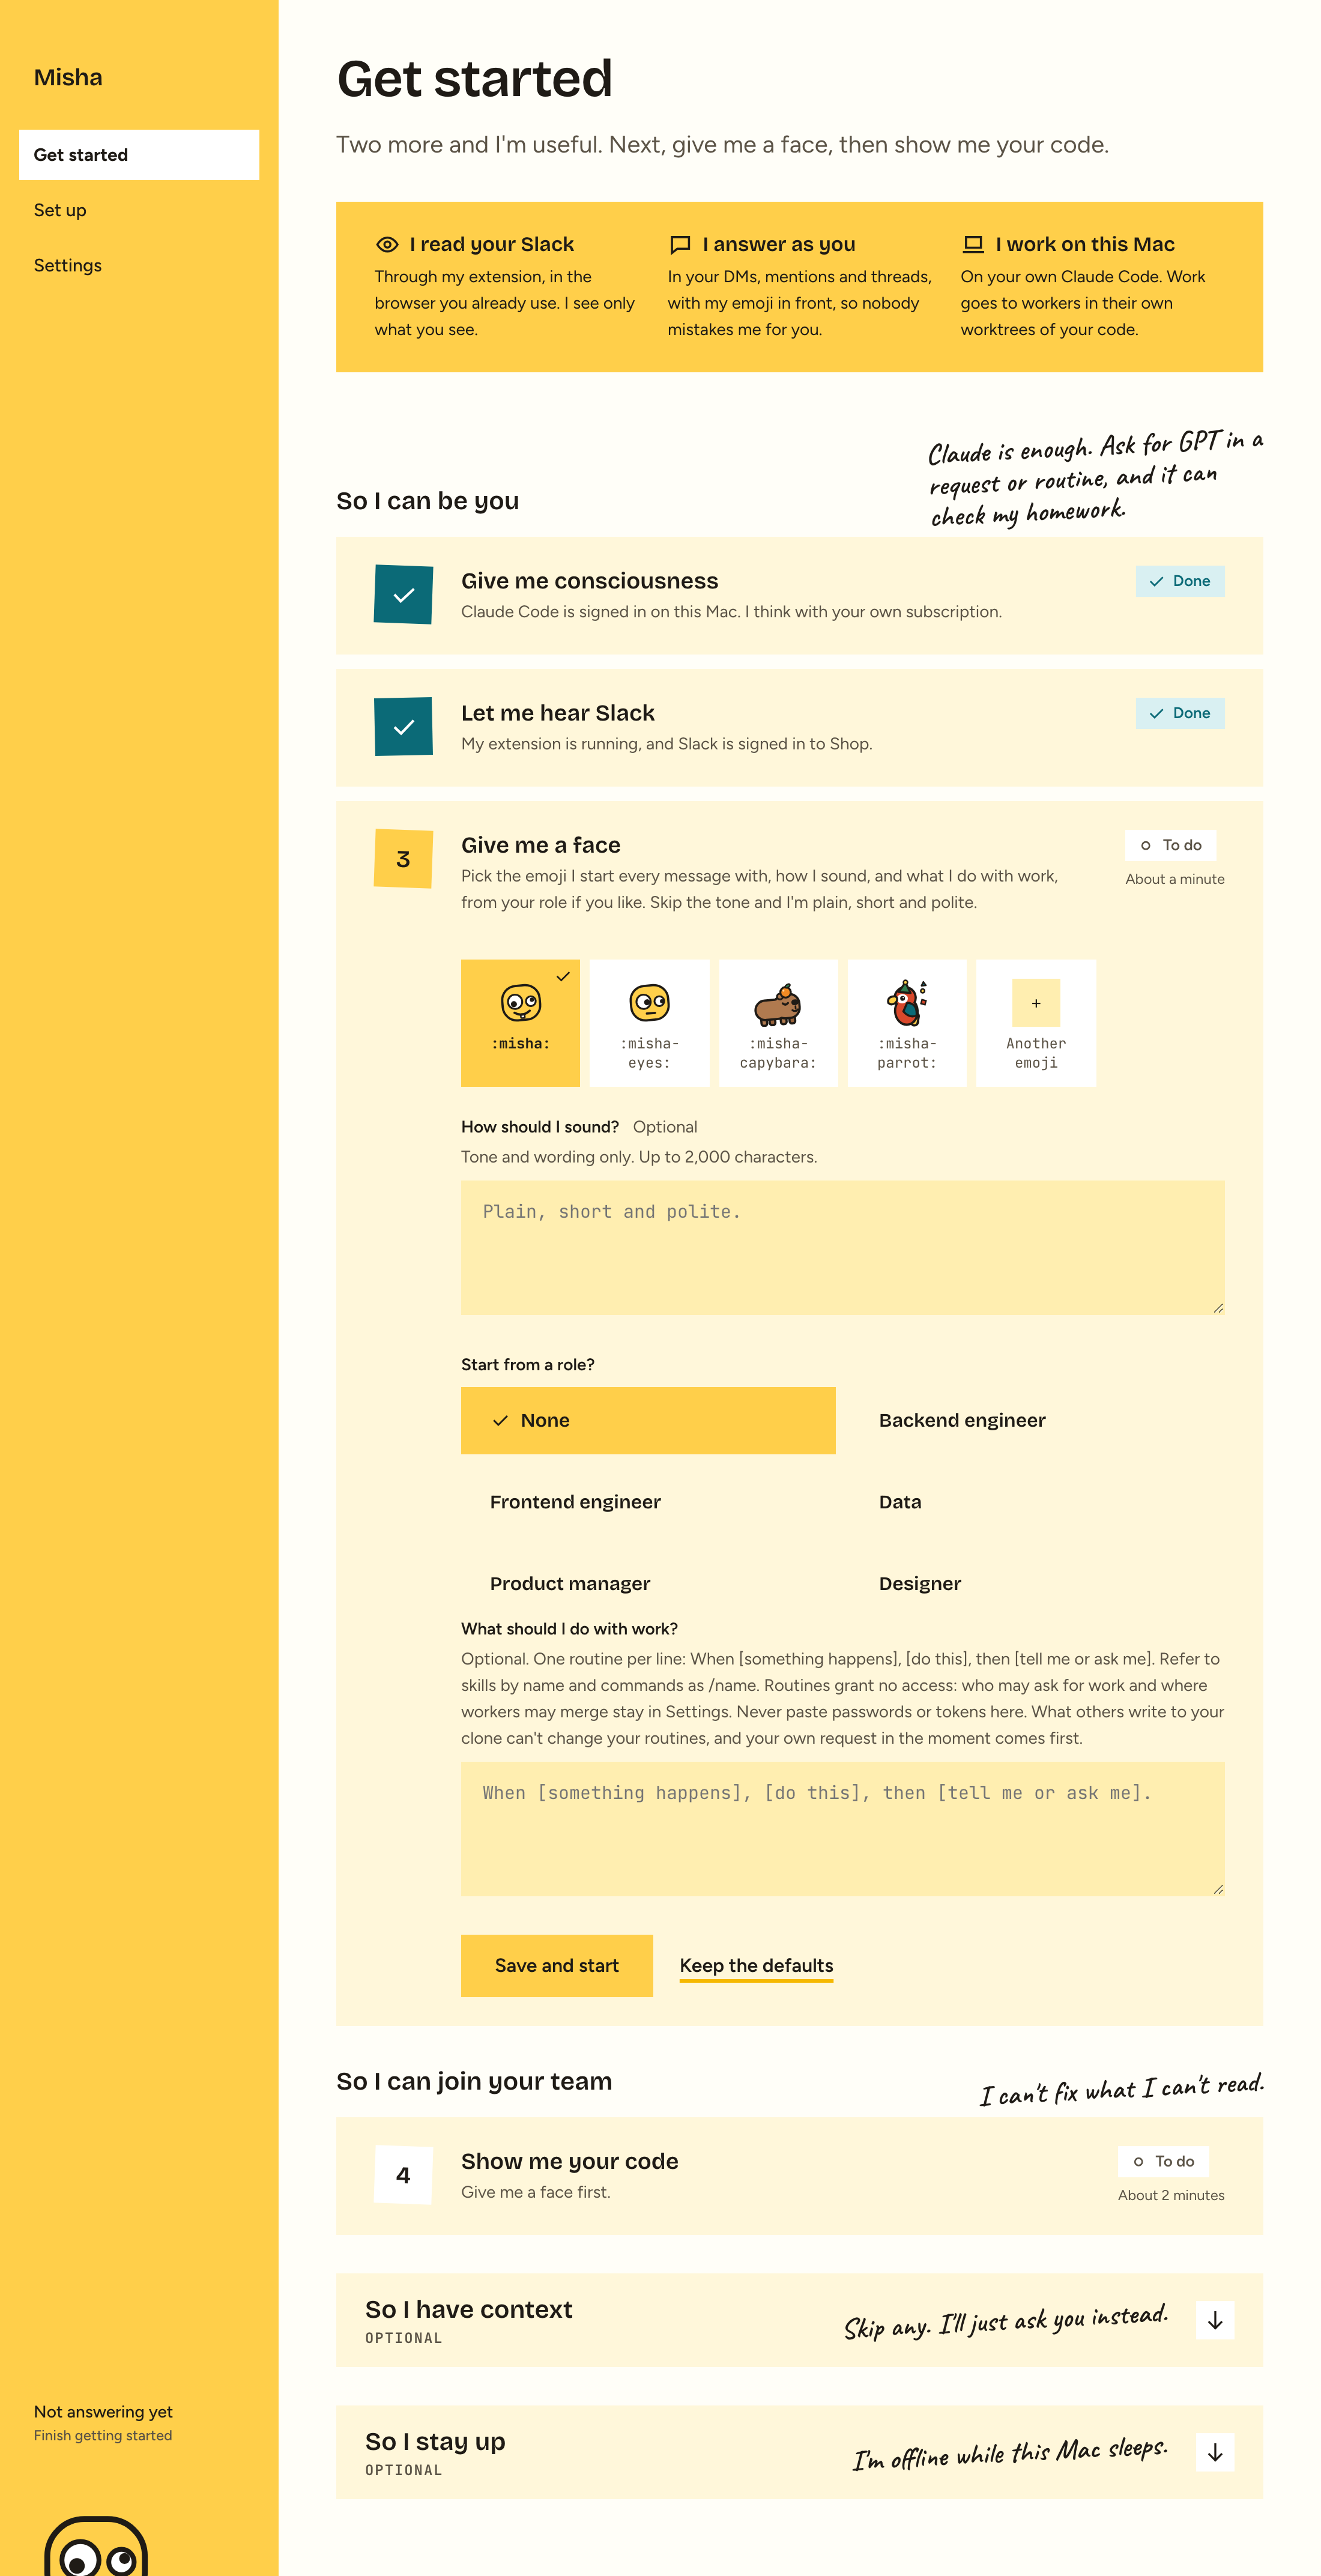 Misha
Get started
Set up
Settings
Get started
Two more and I'm useful. Next, give me a face, then show me your code.
I read your Slack
Through my extension, in the
browser you already use. I see only
what you see.
I answer as you
In your DMs, mentions and threads,
with my emoji in front, so nobody
mistakes me for you.
I work on this Mac
On your own Claude Code. Work
goes to workers in their own
worktrees of your code.
So I can be you
Claude is enough. Ask for GPT in a
request or routine, and it can
check my homework.
Give me consciousness
Claude Code is signed in on this Mac. I think with your own subscription.
Done
Let me hear Slack
My extension is running, and Slack is signed in to Shop.
Done
3
Give me a face
Pick the emoji I start every message with, how I sound, and what I do with work,
from your role if you like. Skip the tone and I'm plain, short and polite.
To do
About a minute
:misha:
:misha-
eyes:
:misha-
capybara:
:misha-
parrot:
+
Another
emoji
How should I sound? Optional
Tone and wording only. Up to 2,000 characters.
Plain, short and polite.
Start from a role?
None
Backend engineer
Frontend engineer
Data
Product manager
Designer
What should I do with work?
Optional. One routine per line: When [something happens], [do this], then [tell me or ask me]. Refer to
skills by name and commands as /name. Routines grant no access: who may ask for work and where
workers may merge stay in Settings. Never paste passwords or tokens here. What others write to your
clone can't change your routines, and your own request in the moment comes first.
When [something happens], [do this], then [tell me or ask me].
Save and start
Keep the defaults
So I can join your team
I can't fix what I can't read.
4
Show me your code
Give me a face first.
To do
About 2 minutes
So I have context
OPTIONAL
Skip any. I'll just ask you instead.
So I stay up
OPTIONAL
I'm offline while this Mac sleeps.
Not answering yet
Finish getting started